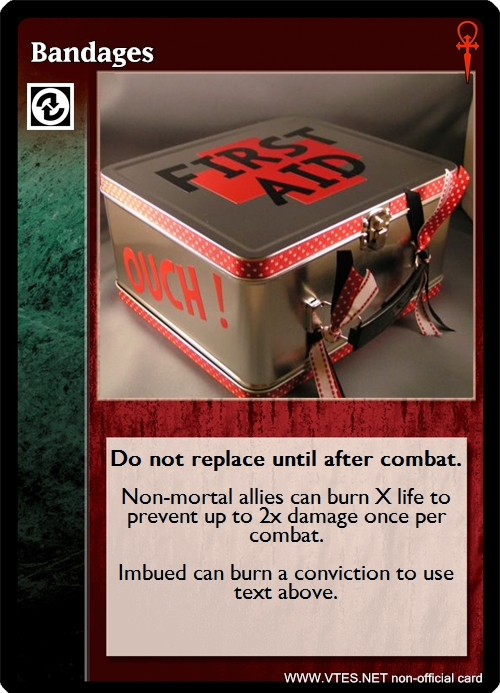 Bandages
FIRST
AID
OUCH !
Do not replace until after combat.
Non-mortal allies can burn X life to
prevent up to 2x damage once per
combat.
Imbued can burn a conviction to use
text above.
WWW.VTES.NET non-official card